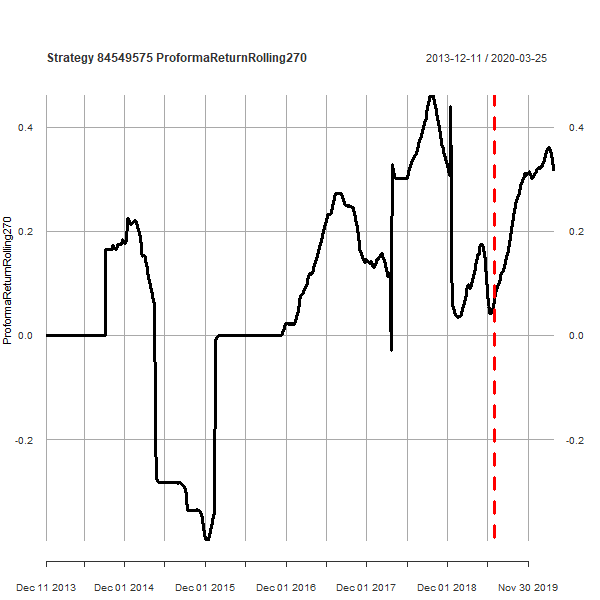 Strategy 84549575 ProformaReturnRolling270
2013-12-11 / 2020-03-25
0.4 0.4
0.2 0.2
0.0 0.0
-0.2 -0.2
ProformaReturnRolling270
Dec 11 2013 Dec 01 2014 Dec 01 2015 Dec 01 2016 Dec 01 2017 Dec 01 2018 Nov 30 2019